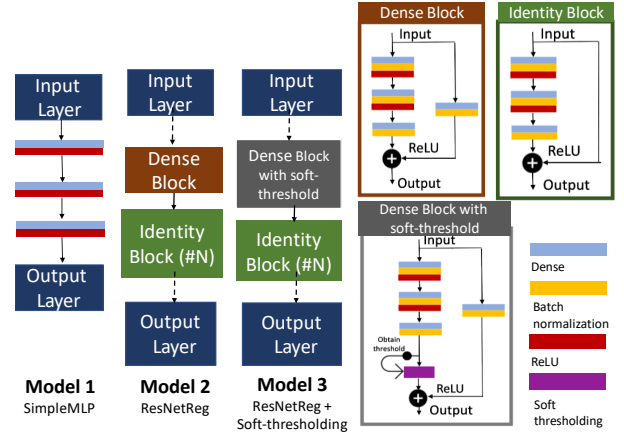 Input
Layer
Output
Layer
Model 1
SimpleMLP
Input
Layer
Dense
Block
Identity
Block (#N)
Output
Layer
Model 2
ResNetReg
Input
Layer
Dense Block
with soft-
threshold
Identity
Block (#N)
Output
Layer
Model 3
ResNetReg +
Soft-thresholding
Dense Block
Input
ReLU
Output
Identity Block
Input
ReLU
Output
Dense Block with
soft-threshold
Input
Obtain
threshold
ReLU
Output
Dense
Batch
normalization
ReLU
Soft
thresholding